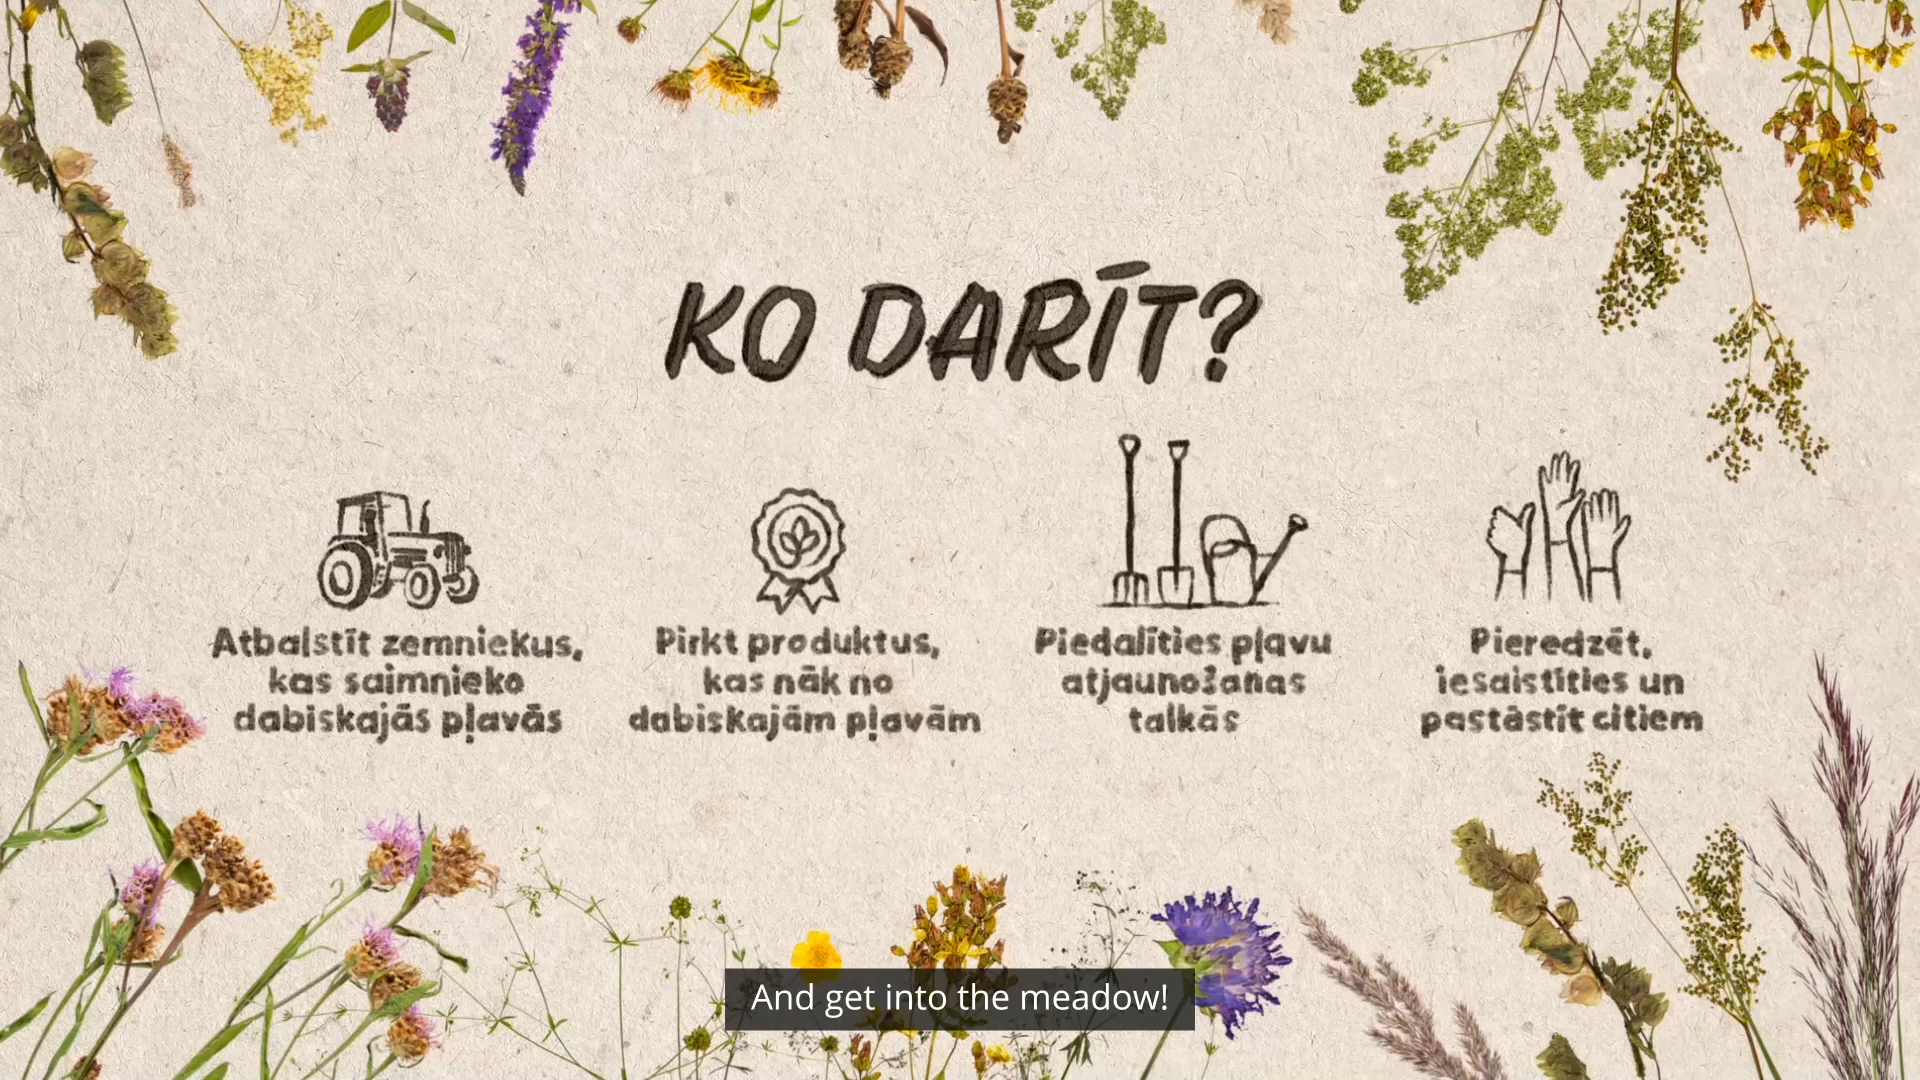 KO DARĪT?
Atbalstīt zemniekus,
kas saimnieko
dabiskajās pļavās
Pirkt produktus,
kas nāk no
dabiskajām pļavām
Piedalīties pļavu
atjaunošanas
talkās
Pieredzēt,
iesaistīties un
pastāstīt citiem
And get into the meadow!